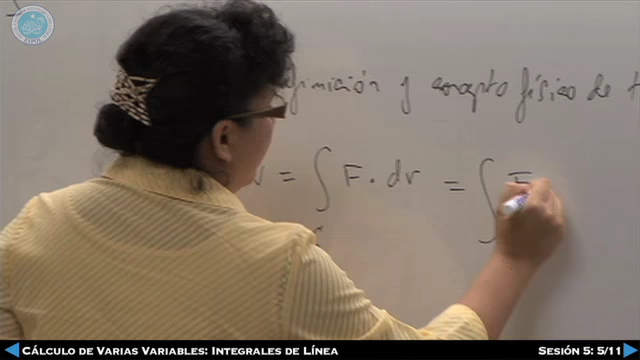 finición y concepto físico de t
= ∫ F · dr = ∫ F
CÁLCULO DE VARIAS VARIABLES: INTEGRALES DE LÍNEA SESIÓN 5: 5/11